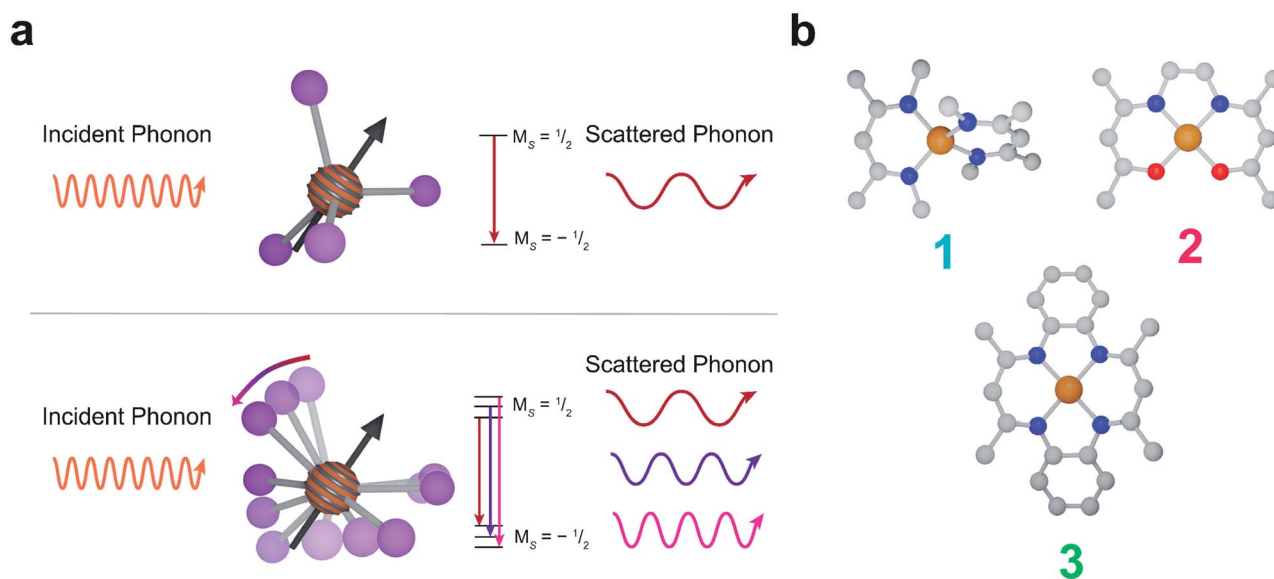 a
b
Incident Phonon
M_S = 1/2
Scattered Phonon
M_S = – 1/2
1
2
Incident Phonon
Scattered Phonon
M_S = 1/2
M_S = – 1/2
3